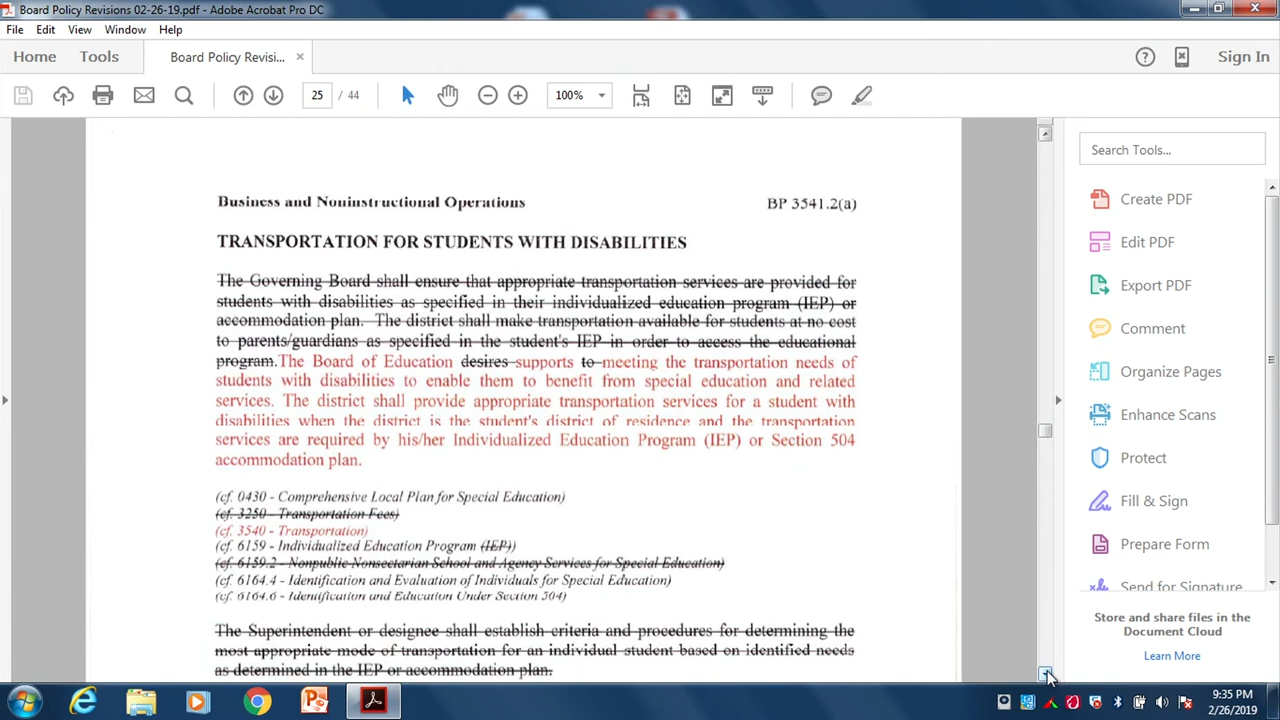 Board Policy Revisions 02-26-19.pdf - Adobe Acrobat Pro DC
File Edit View Window Help
Home Tools Board Policy Revisi... × Sign In
25 / 44 100%
Search Tools...
Business and Noninstructional Operations BP 3541.2(a)
TRANSPORTATION FOR STUDENTS WITH DISABILITIES
The Governing Board shall ensure that appropriate transportation services are provided for
students with disabilities as specified in their individualized education program (IEP) or
accommodation plan. The district shall make transportation available for students at no cost
to parents/guardians as specified in the student's IEP in order to access the educational
program.The Board of Education desires supports to meeting the transportation needs of
students with disabilities to enable them to benefit from special education and related
services. The district shall provide appropriate transportation services for a student with
disabilities when the district is the student's district of residence and the transportation
services are required by his/her Individualized Education Program (IEP) or Section 504
accommodation plan.
(cf. 0430 - Comprehensive Local Plan for Special Education)
(cf. 3250 - Transportation Fees)
(cf. 3540 - Transportation)
(cf. 6159 - Individualized Education Program (IEP))
(cf. 6159.2 - Nonpublic Nonsectarian School and Agency Services for Special Education)
(cf. 6164.4 - Identification and Evaluation of Individuals for Special Education)
(cf. 6164.6 - Identification and Education Under Section 504)
The Superintendent or designee shall establish criteria and procedures for determining the
most appropriate mode of transportation for an individual student based on identified needs
as determined in the IEP or accommodation plan.
Create PDF
Edit PDF
Export PDF
Comment
Organize Pages
Enhance Scans
Protect
Fill & Sign
Prepare Form
Send for Signature
Store and share files in the
Document Cloud
Learn More
9:35 PM
2/26/2019